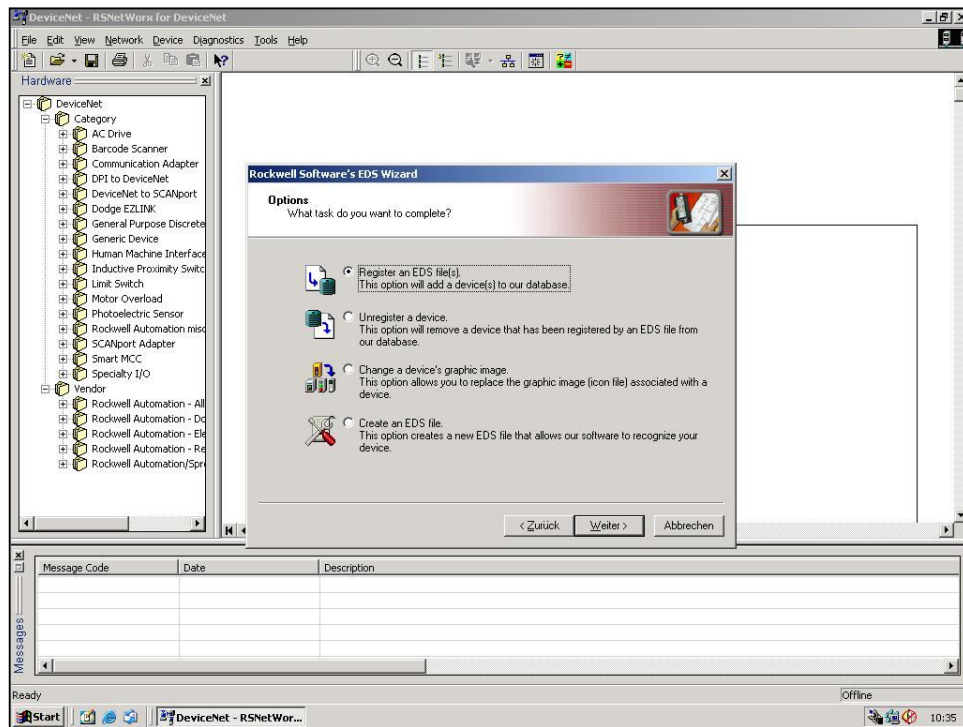 DeviceNet - RSNetWorx for DeviceNet
File Edit View Network Device Diagnostics Tools Help
Hardware
DeviceNet
Category
AC Drive
Barcode Scanner
Communication Adapter
DPI to DeviceNet
DeviceNet to SCANport
Dodge EZLINK
General Purpose Discrete
Generic Device
Human Machine Interface
Inductive Proximity Switc
Limit Switch
Motor Overload
Photoelectric Sensor
Rockwell Automation misc
SCANport Adapter
Smart MCC
Specialty I/O
Vendor
Rockwell Automation - All
Rockwell Automation - Do
Rockwell Automation - Ele
Rockwell Automation - Re
Rockwell Automation/Spr
Rockwell Software's EDS Wizard
Options
What task do you want to complete?
Register an EDS file(s).
This option will add a device(s) to our database.
Unregister a device.
This option will remove a device that has been registered by an EDS file from
our database.
Change a device's graphic image.
This option allows you to replace the graphic image (icon file) associated with a
device.
Create an EDS file.
This option creates a new EDS file that allows our software to recognize your
device.
< Zurück Weiter > Abbrechen
Messages
Message Code Date Description
Ready Offline
Start DeviceNet - RSNetWor... 10:35